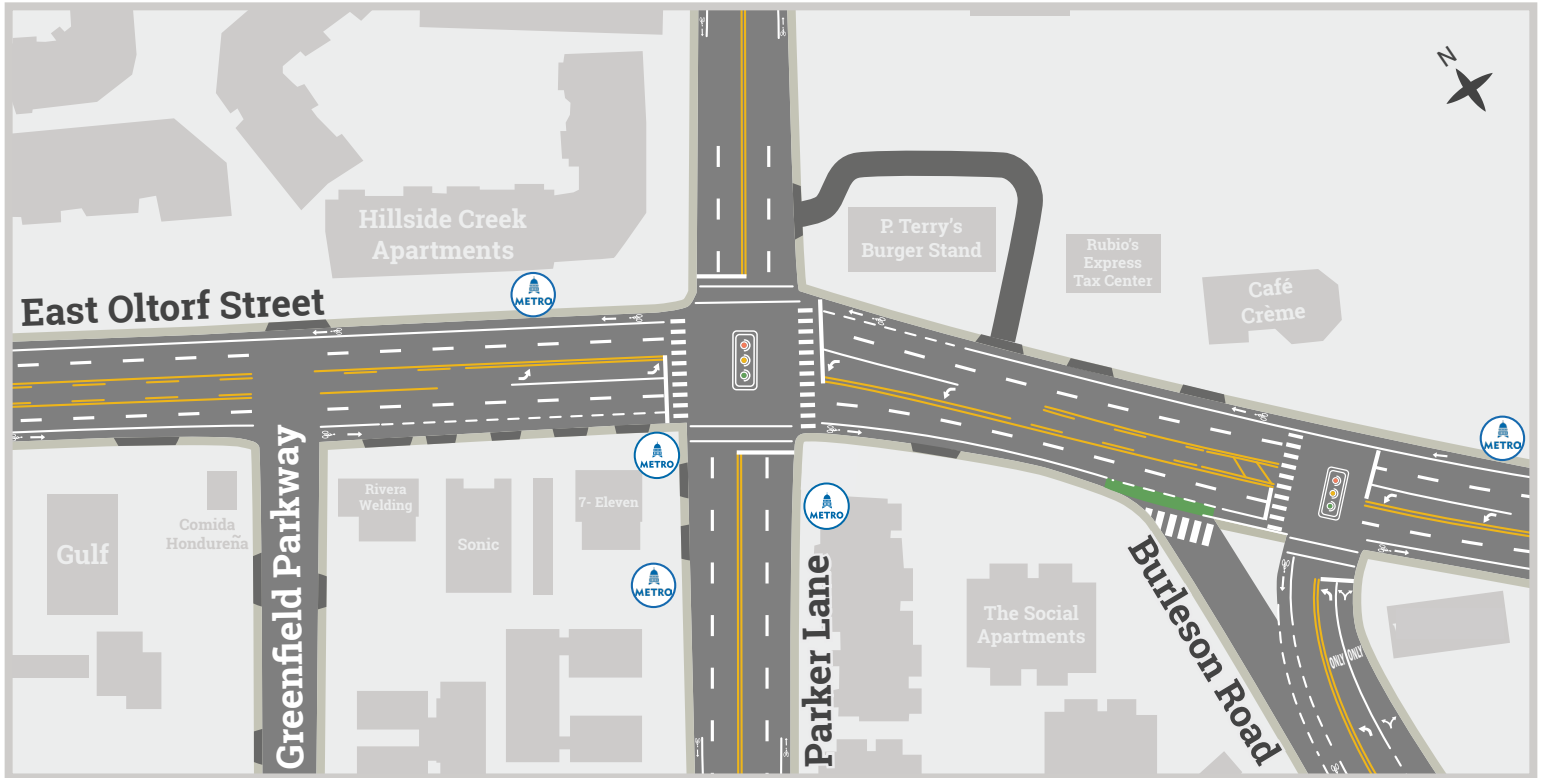 N
Hillside Creek
Apartments
P. Terry's
Burger Stand
Rubio's
Express
Tax Center
Café
Crème
East Oltorf Street
METRO
METRO
METRO
METRO
METRO
Greenfield Parkway
Rivera
Welding
7- Eleven
Comida
Hondureña
Gulf
Sonic
Parker Lane
The Social
Apartments
Burleson Road
ONLY
ONLY